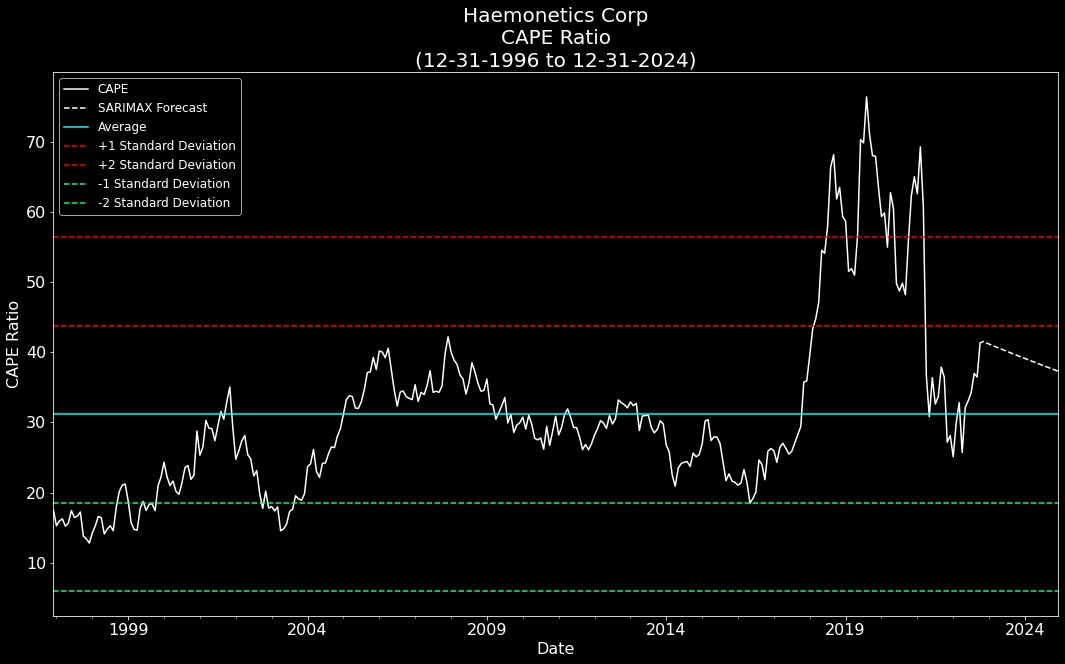 Haemonetics Corp
CAPE Ratio
(12-31-1996 to 12-31-2024)
CAPE
SARIMAX Forecast
Average
+1 Standard Deviation
+2 Standard Deviation
-1 Standard Deviation
-2 Standard Deviation
CAPE Ratio
70
60
50
40
30
20
10
1999 2004 2009 2014 2019 2024
Date